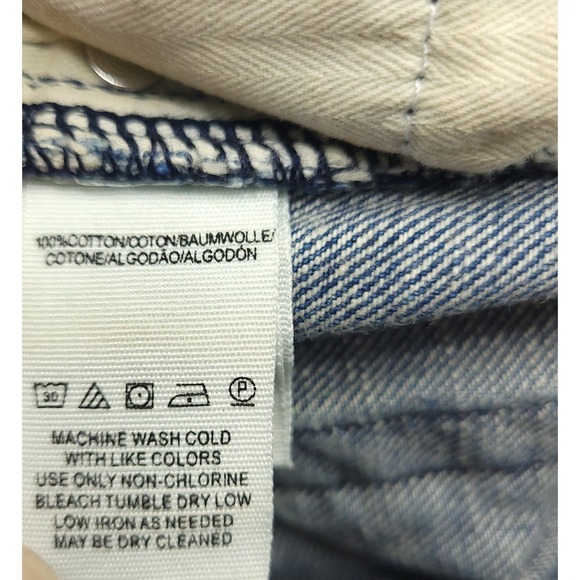 100%COTTON/COTON/BAUMWOLLE/
COTONE/ALGODÃO/ALGODÓN
30 P
MACHINE WASH COLD
WITH LIKE COLORS
USE ONLY NON-CHLORINE
BLEACH TUMBLE DRY LOW
LOW IRON AS NEEDED
MAY BE DRY CLEANED